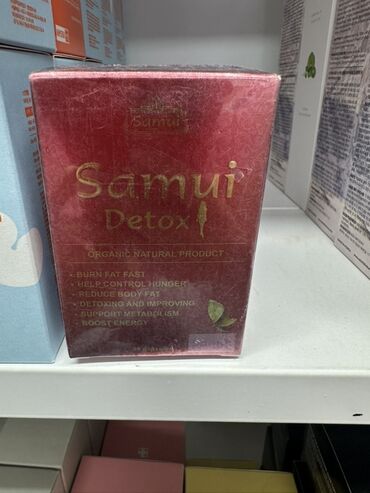 Samui
Samui
Detox
ORGANIC NATURAL PRODUCT
• BURN FAT FAST
• HELP CONTROL HUNGER
• REDUCE BODY FAT
• DETOXING AND IMPROVING
• SUPPORT METABOLISM
• BOOST ENERGY